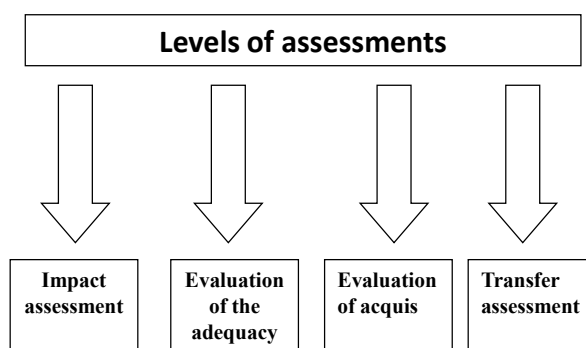 Levels of assessments
Impact
assessment
Evaluation
of the
adequacy
Evaluation
of acquis
Transfer
assessment